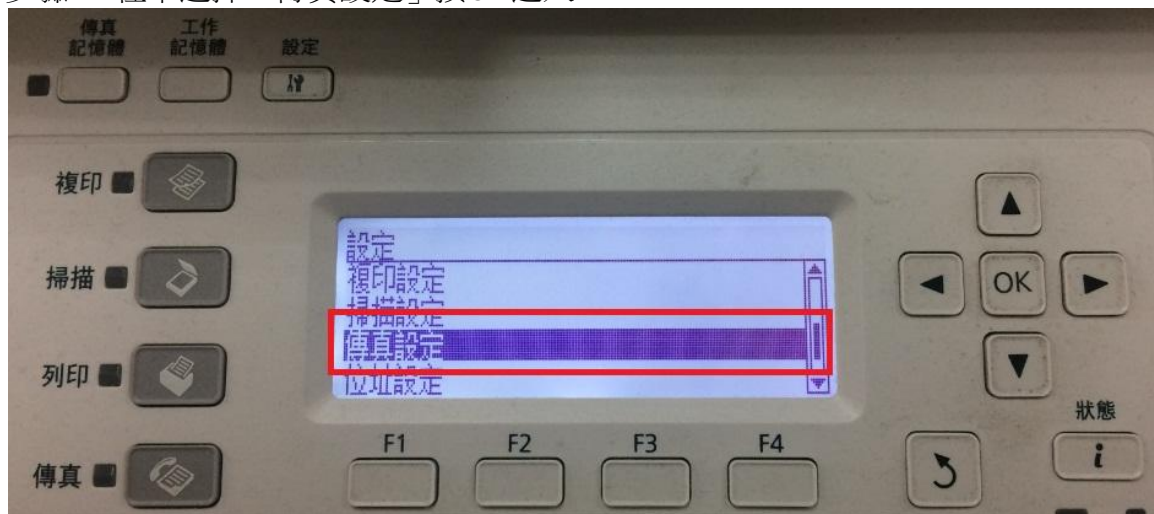 傳真
記憶體
工作
記憶體
設定
複印
掃描
列印
傳真
設定
複印設定
掃描設定
傳真設定
位址設定
F1 F2 F3 F4
OK
狀態
i